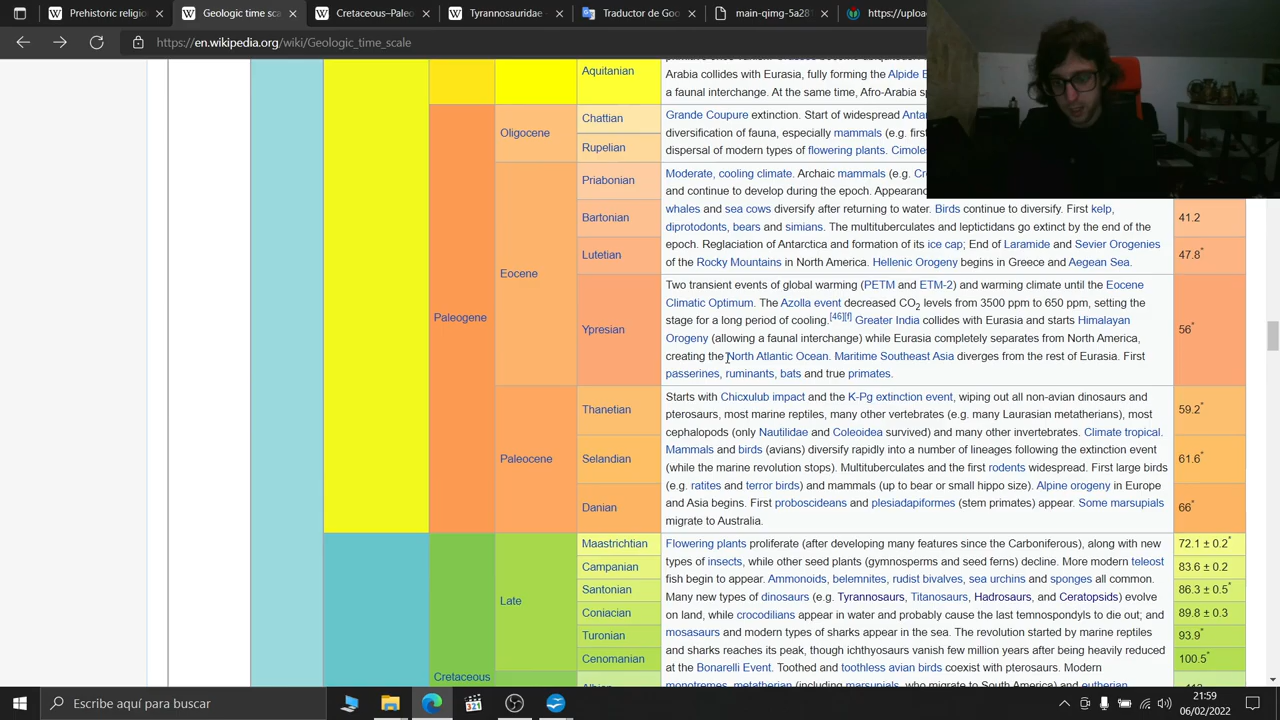 Prehistoric religio
Geologic time sca
Cretaceous–Paleo
Tyrannosauridae
Traductor de Goo
main-qimg-5a281
https://upload
https://en.wikipedia.org/wiki/Geologic_time_scale
Aquitanian
Arabia collides with Eurasia, fully forming the Alpide
a faunal interchange. At the same time, Afro-Arabia
Paleogene
Oligocene
Chattian
Rupelian
Grande Coupure extinction. Start of widespread
diversification of fauna, especially mammals (e.g.
dispersal of modern types of flowering plants.
Eocene
Priabonian
Bartonian
Lutetian
Moderate, cooling climate. Archaic mammals (e.g.
and continue to develop during the epoch.
whales and sea cows diversify after returning to water. Birds continue to diversify. First kelp,
diprotodonts, bears and simians. The multituberculates and leptictidans go extinct by the end of the
epoch. Reglaciation of Antarctica and formation of its ice cap; End of Laramide and Sevier Orogenies
of the Rocky Mountains in North America. Hellenic Orogeny begins in Greece and Aegean Sea.
41.2
47.8*
Ypresian
Two transient events of global warming (PETM and ETM-2) and warming climate until the Eocene
Climatic Optimum. The Azolla event decreased CO2 levels from 3500 ppm to 650 ppm, setting the
stage for a long period of cooling.[46][f] Greater India collides with Eurasia and starts Himalayan
Orogeny (allowing a faunal interchange) while Eurasia completely separates from North America,
creating the North Atlantic Ocean. Maritime Southeast Asia diverges from the rest of Eurasia. First
passerines, ruminants, bats and true primates.
56*
Paleocene
Thanetian
Selandian
Danian
Starts with Chicxulub impact and the K-Pg extinction event, wiping out all non-avian dinosaurs and
pterosaurs, most marine reptiles, many other vertebrates (e.g. many Laurasian metatherians), most
cephalopods (only Nautilidae and Coleoidea survived) and many other invertebrates. Climate tropical.
Mammals and birds (avians) diversify rapidly into a number of lineages following the extinction event
(while the marine revolution stops). Multituberculates and the first rodents widespread. First large birds
(e.g. ratites and terror birds) and mammals (up to bear or small hippo size). Alpine orogeny in Europe
and Asia begins. First proboscideans and plesiadapiformes (stem primates) appear. Some marsupials
migrate to Australia.
59.2*
61.6*
66*
Cretaceous
Late
Maastrichtian
Campanian
Santonian
Coniacian
Turonian
Cenomanian
Flowering plants proliferate (after developing many features since the Carboniferous), along with new
types of insects, while other seed plants (gymnosperms and seed ferns) decline. More modern teleost
fish begin to appear. Ammonoids, belemnites, rudist bivalves, sea urchins and sponges all common.
Many new types of dinosaurs (e.g. Tyrannosaurs, Titanosaurs, Hadrosaurs, and Ceratopsids) evolve
on land, while crocodilians appear in water and probably cause the last temnospondyls to die out; and
mosasaurs and modern types of sharks appear in the sea. The revolution started by marine reptiles
and sharks reaches its peak, though ichthyosaurs vanish few million years after being heavily reduced
at the Bonarelli Event. Toothed and toothless avian birds coexist with pterosaurs. Modern
monotremes, metatherian (including marsupials, who migrate to South America) and eutherian
72.1 ± 0.2*
83.6 ± 0.2
86.3 ± 0.5*
89.8 ± 0.3
93.9*
100.5*
Escribe aquí para buscar
321
21:59
06/02/2022